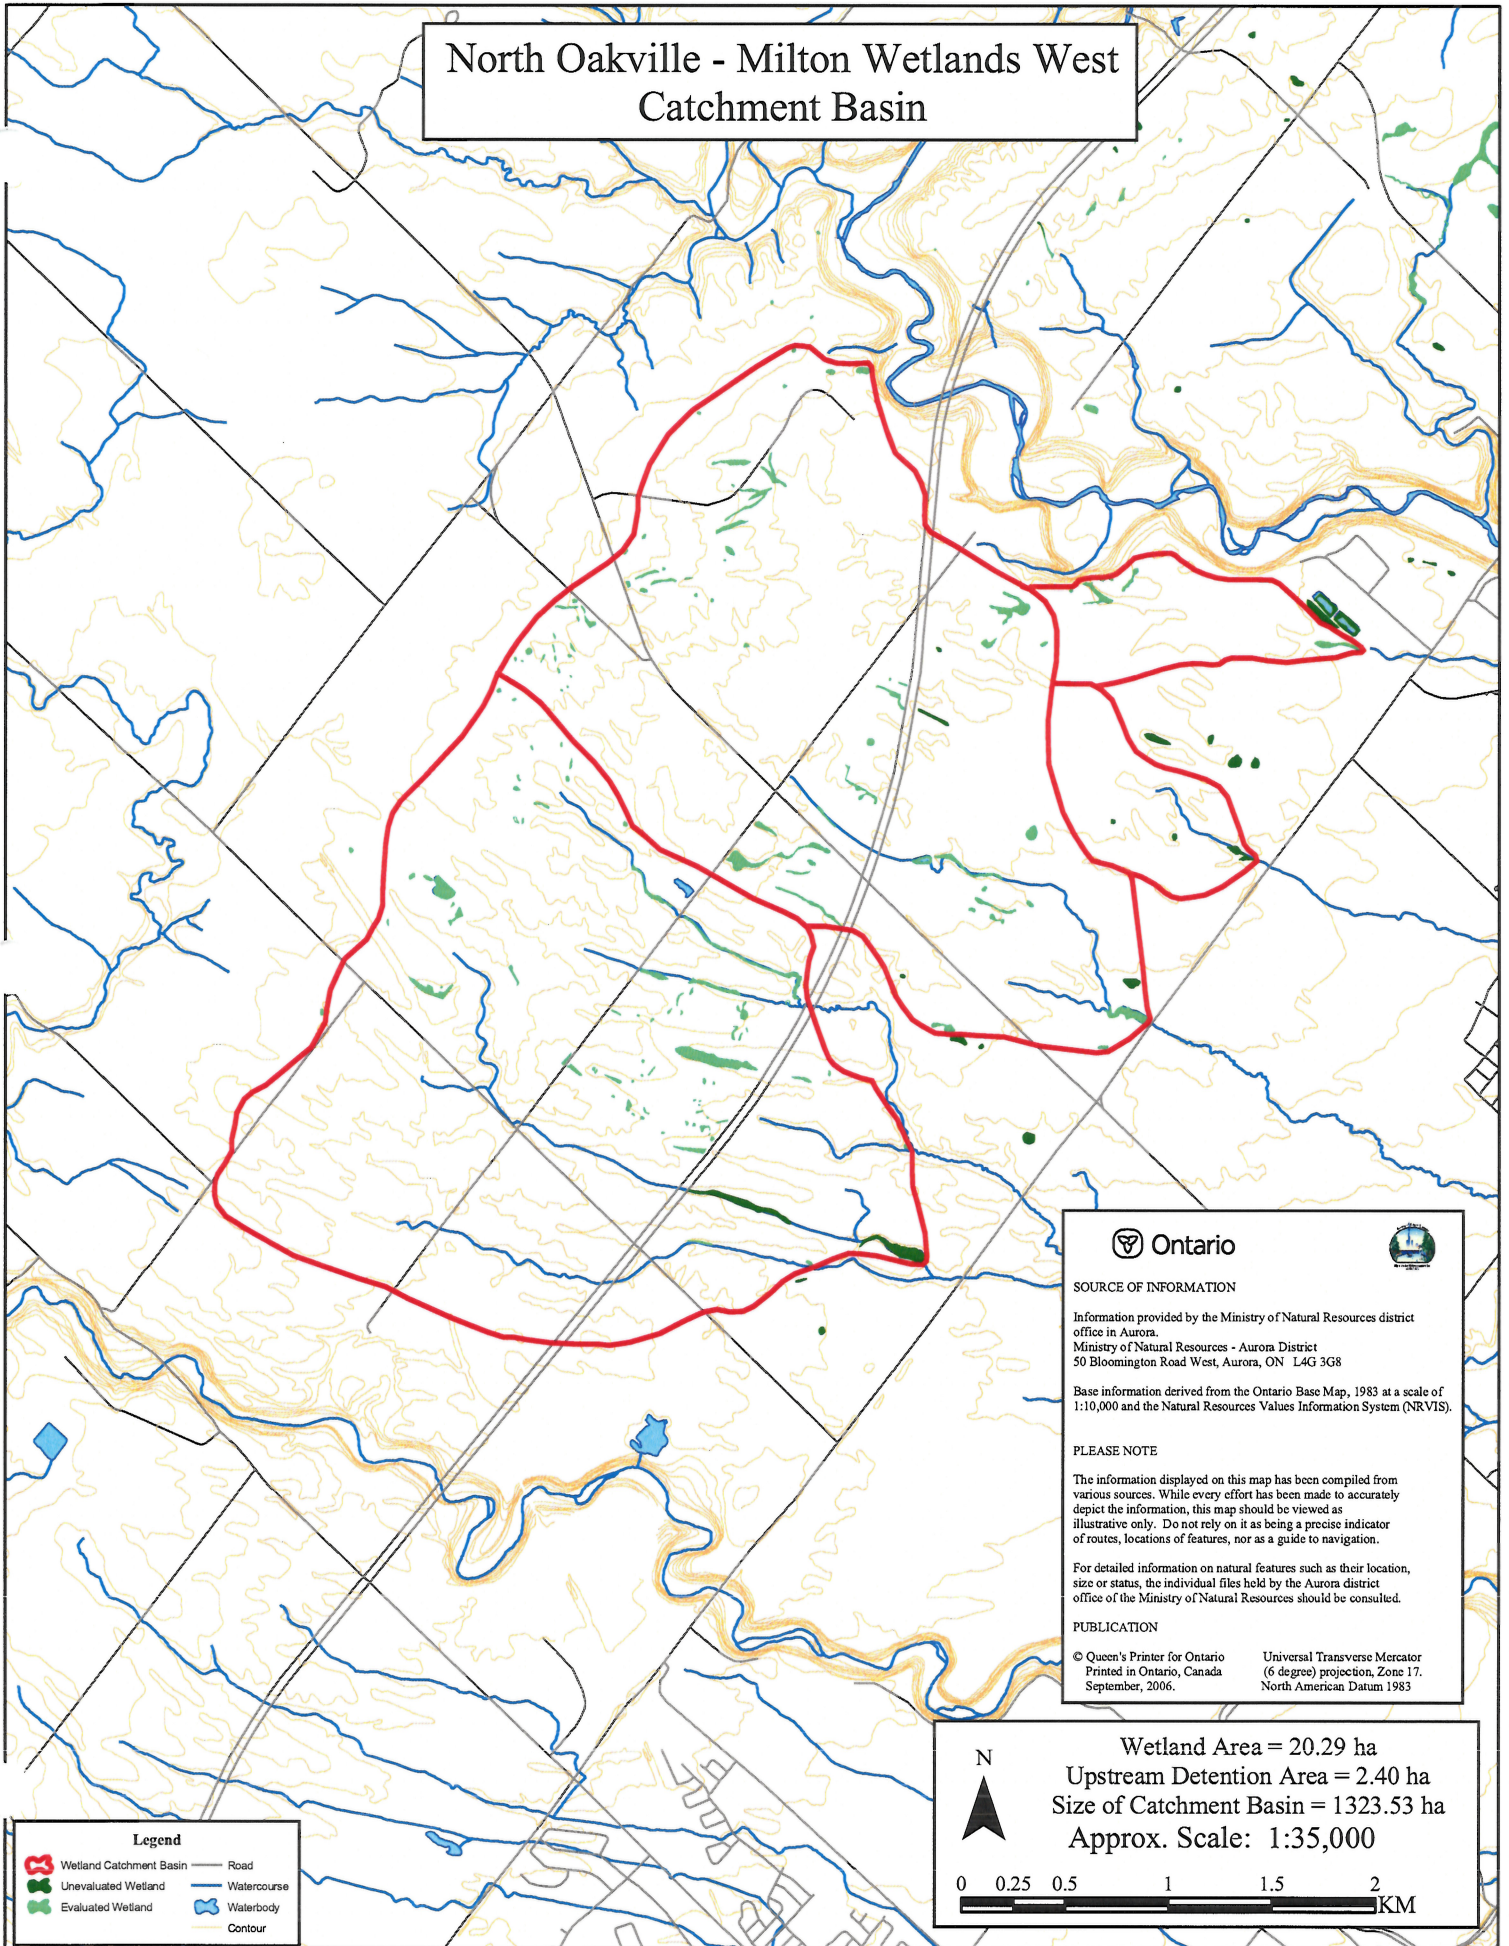 North Oakville - Milton Wetlands West
Catchment Basin
Ontario
SOURCE OF INFORMATION
Information provided by the Ministry of Natural Resources district
office in Aurora.
Ministry of Natural Resources - Aurora District
50 Bloomington Road West, Aurora, ON L4G 3G8
Base information derived from the Ontario Base Map, 1983 at a scale of
1:10,000 and the Natural Resources Values Information System (NRVIS).
PLEASE NOTE
The information displayed on this map has been compiled from
various sources. While every effort has been made to accurately
depict the information, this map should be viewed as
illustrative only. Do not rely on it as being a precise indicator
of routes, locations of features, nor as a guide to navigation.
For detailed information on natural features such as their location,
size or status, the individual files held by the Aurora district
office of the Ministry of Natural Resources should be consulted.
PUBLICATION
© Queen's Printer for Ontario
Printed in Ontario, Canada
September, 2006.
Universal Transverse Mercator
(6 degree) projection, Zone 17.
North American Datum 1983
N
Wetland Area = 20.29 ha
Upstream Detention Area = 2.40 ha
Size of Catchment Basin = 1323.53 ha
Approx. Scale: 1:35,000
0 0.25 0.5 1 1.5 2
KM
Legend
Wetland Catchment Basin
Unevaluated Wetland
Evaluated Wetland
Road
Watercourse
Waterbody
Contour